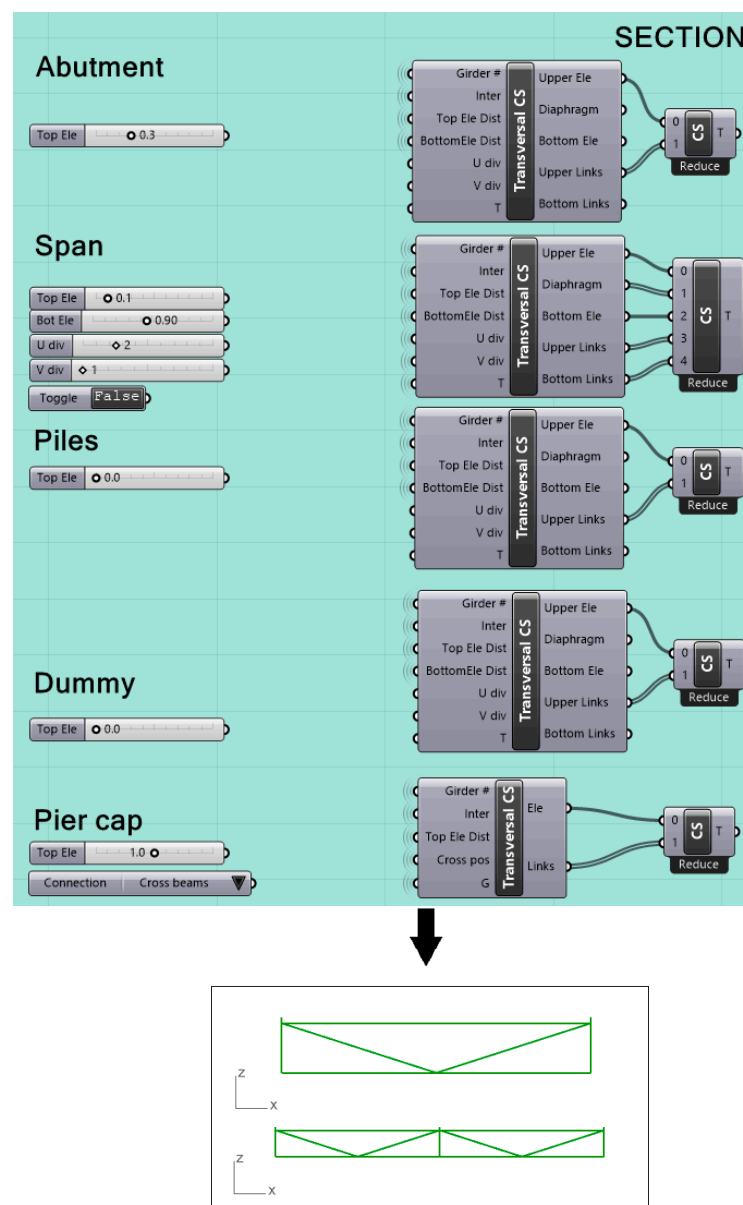 SECTION
Abutment
Top Ele 0.3
Girder #
Inter
Top Ele Dist
BottomEle Dist
U div
V div
T
Transversal CS
Upper Ele
Diaphragm
Bottom Ele
Upper Links
Bottom Links
0
1
CS
T
Reduce
Span
Top Ele 0.1
Bot Ele 0.90
U div 2
V div 1
Toggle False
Girder #
Inter
Top Ele Dist
BottomEle Dist
U div
V div
T
Transversal CS
Upper Ele
Diaphragm
Bottom Ele
Upper Links
Bottom Links
0
1
2
3
4
CS
T
Reduce
Piles
Top Ele 0.0
Girder #
Inter
Top Ele Dist
BottomEle Dist
U div
V div
T
Transversal CS
Upper Ele
Diaphragm
Bottom Ele
Upper Links
Bottom Links
0
1
CS
T
Reduce
Dummy
Top Ele 0.0
Girder #
Inter
Top Ele Dist
BottomEle Dist
U div
V div
T
Transversal CS
Upper Ele
Diaphragm
Bottom Ele
Upper Links
Bottom Links
0
1
CS
T
Reduce
Pier cap
Top Ele 1.0
Connection Cross beams
Girder #
Inter
Top Ele Dist
Cross pos
G
Transversal CS
Ele
Links
0
1
CS
T
Reduce
z
x
z
x